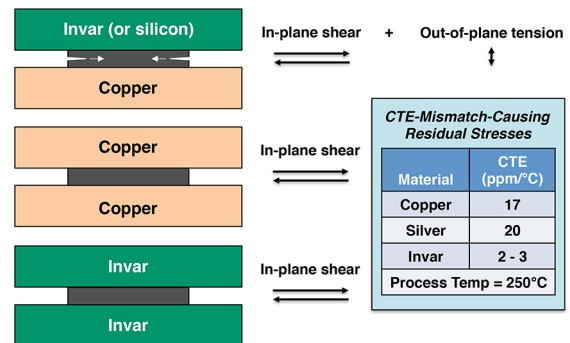 Invar (or silicon)
In-plane shear + Out-of-plane tension
Copper
Copper
In-plane shear
Copper
Invar
In-plane shear
Invar
CTE-Mismatch-Causing
Residual Stresses
Material CTE (ppm/°C)
Copper 17
Silver 20
Invar 2 - 3
Process Temp = 250°C